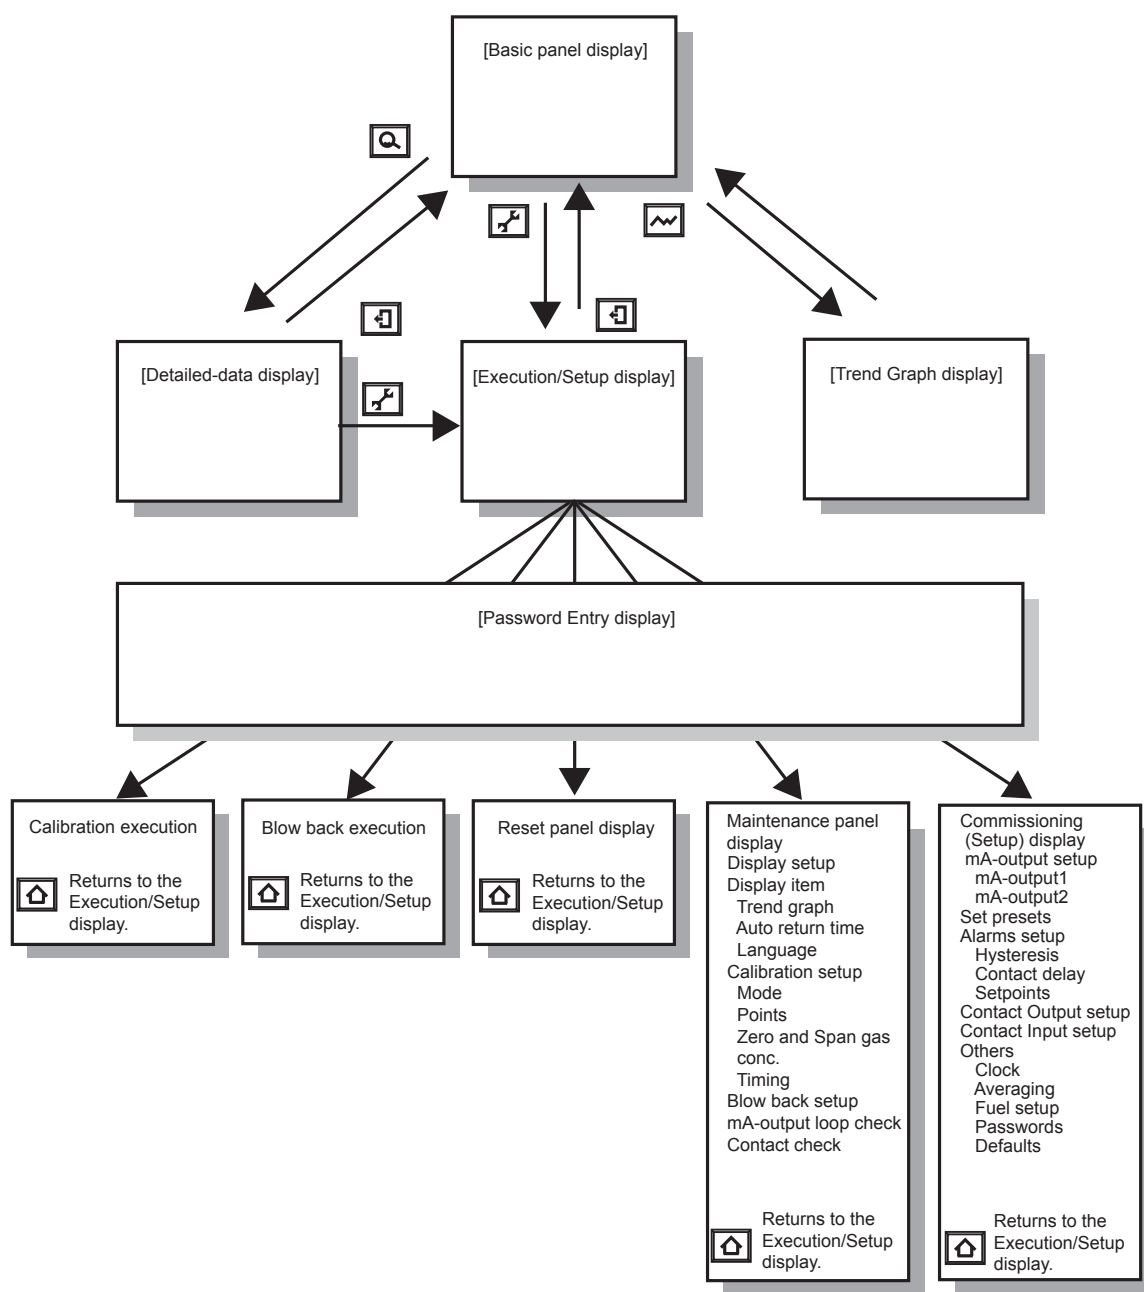 [Basic panel display]
[Detailed-data display]
[Execution/Setup display]
[Trend Graph display]
[Password Entry display]
Calibration execution
Returns to the
Execution/Setup
display.
Blow back execution
Returns to the
Execution/Setup
display.
Reset panel display
Returns to the
Execution/Setup
display.
Maintenance panel
display
Display setup
Display item
Trend graph
Auto return time
Language
Calibration setup
Mode
Points
Zero and Span gas
conc.
Timing
Blow back setup
mA-output loop check
Contact check
Returns to the
Execution/Setup
display.
Commissioning
(Setup) display
mA-output setup
mA-output1
mA-output2
Set presets
Alarms setup
Hysteresis
Contact delay
Setpoints
Contact Output setup
Contact Input setup
Others
Clock
Averaging
Fuel setup
Passwords
Defaults
Returns to the
Execution/Setup
display.